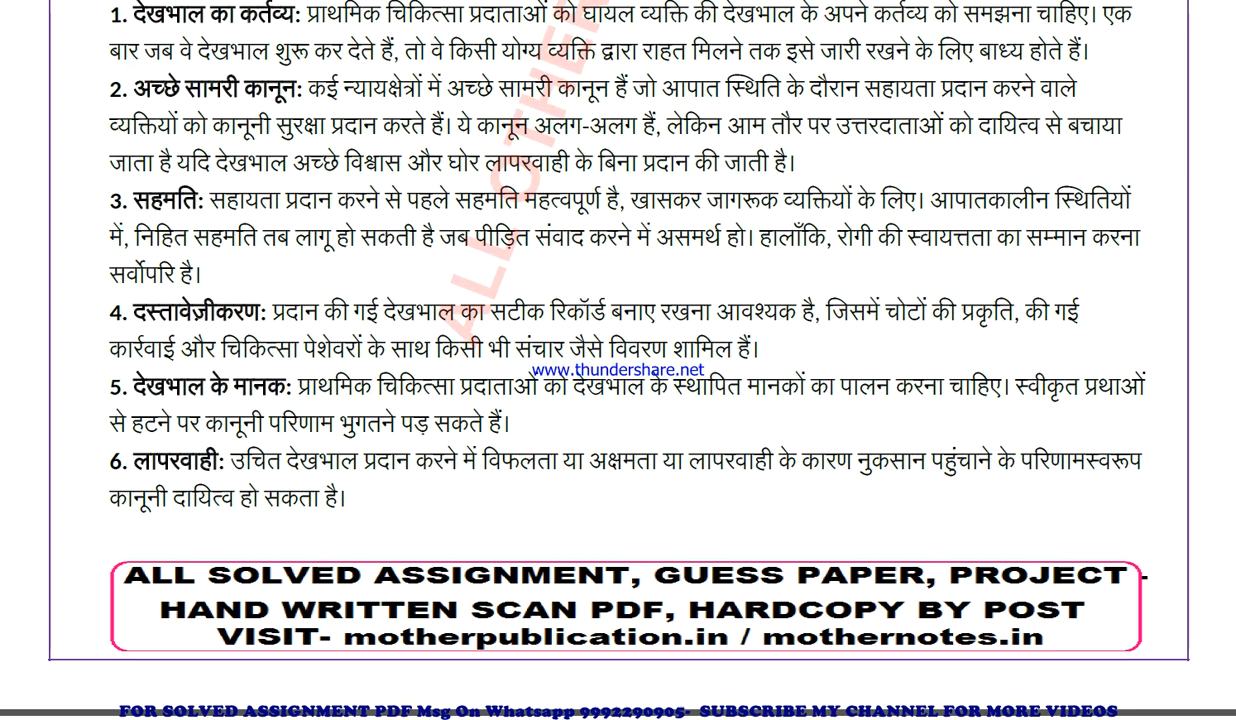 1. देखभाल का कर्तव्य: प्राथमिक चिकित्सा प्रदाताओं को घायल व्यक्ति की देखभाल के अपने कर्तव्य को समझना चाहिए। एक
बार जब वे देखभाल शुरू कर देते हैं, तो वे किसी योग्य व्यक्ति द्वारा राहत मिलने तक इसे जारी रखने के लिए बाध्य होते हैं।
2. अच्छे सामरी कानून: कई न्यायक्षेत्रों में अच्छे सामरी कानून हैं जो आपात स्थिति के दौरान सहायता प्रदान करने वाले
व्यक्तियों को कानूनी सुरक्षा प्रदान करते हैं। ये कानून अलग-अलग हैं, लेकिन आम तौर पर उत्तरदाताओं को दायित्व से बचाया
जाता है यदि देखभाल अच्छे विश्वास और घोर लापरवाही के बिना प्रदान की जाती है।
3. सहमति: सहायता प्रदान करने से पहले सहमति महत्वपूर्ण है, खासकर जागरूक व्यक्तियों के लिए। आपातकालीन स्थितियों
में, निहित सहमति तब लागू हो सकती है जब पीड़ित संवाद करने में असमर्थ हो। हालाँकि, रोगी की स्वायत्तता का सम्मान करना
सर्वोपरि है।
4. दस्तावेज़ीकरण: प्रदान की गई देखभाल का सटीक रिकॉर्ड बनाए रखना आवश्यक है, जिसमें चोटों की प्रकृति, की गई
कार्रवाई और चिकित्सा पेशेवरों के साथ किसी भी संचार जैसे विवरण शामिल हैं।
www.thundershare.net
5. देखभाल के मानक: प्राथमिक चिकित्सा प्रदाताओं को देखभाल के स्थापित मानकों का पालन करना चाहिए। स्वीकृत प्रथाओं
से हटने पर कानूनी परिणाम भुगतने पड़ सकते हैं।
6. लापरवाही: उचित देखभाल प्रदान करने में विफलता या अक्षमता या लापरवाही के कारण नुकसान पहुंचाने के परिणामस्वरूप
कानूनी दायित्व हो सकता है।
ALL OTHER
ALL SOLVED ASSIGNMENT, GUESS PAPER, PROJECT -
HAND WRITTEN SCAN PDF, HARDCOPY BY POST
VISIT- motherpublication.in / mothernotes.in
FOR SOLVED ASSIGNMENT PDF Msg On Whatsapp 9992290905- SUBSCRIBE MY CHANNEL FOR MORE VIDEOS